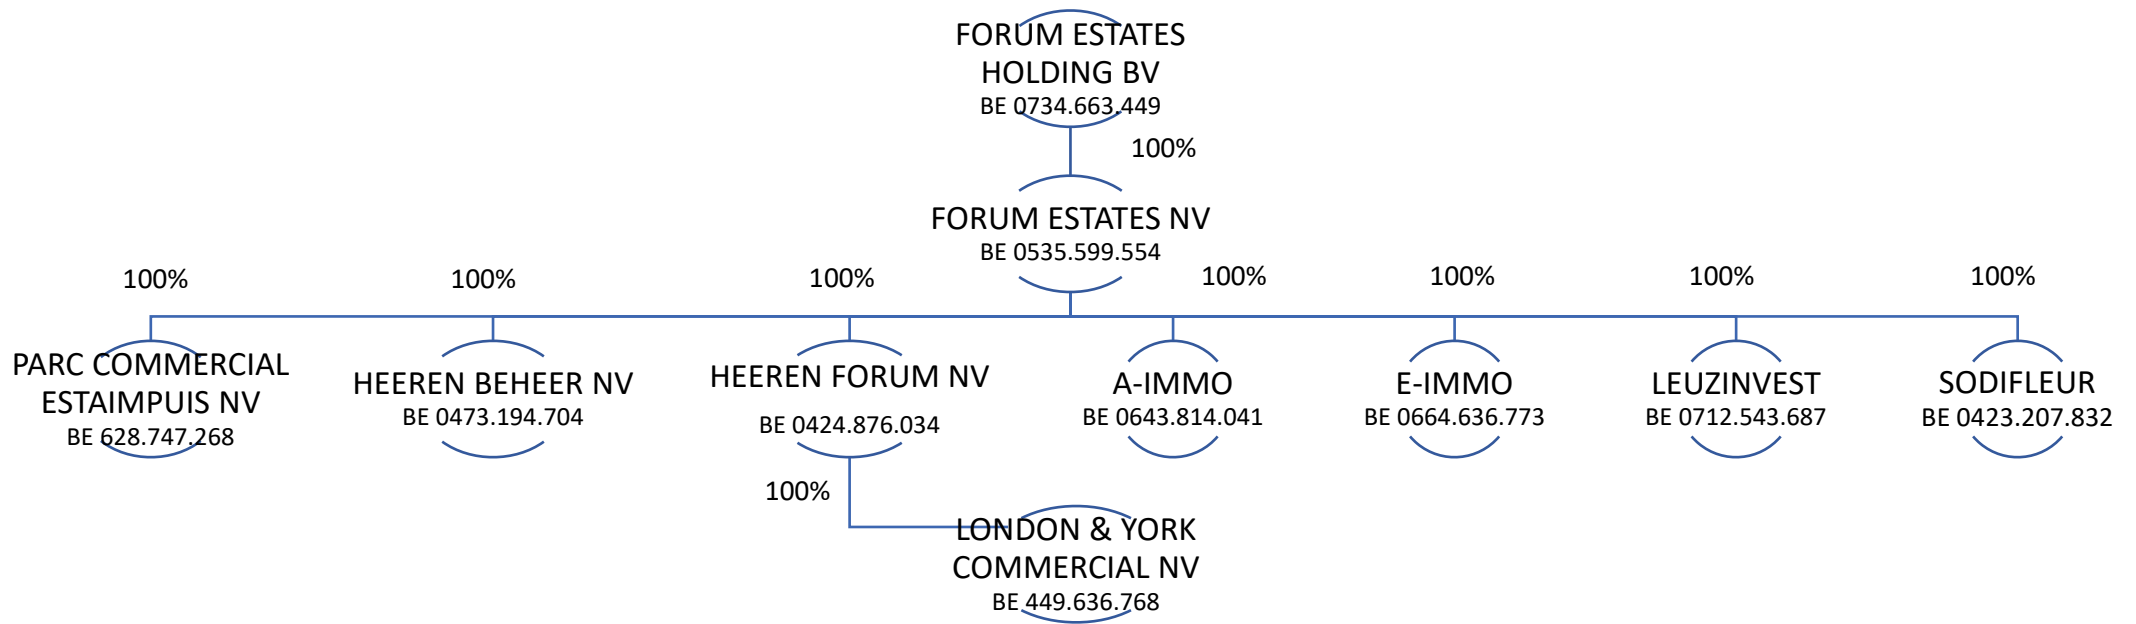 FORUM ESTATES
HOLDING BV
BE 0734.663.449
100%
FORUM ESTATES NV
BE 0535.599.554
100%
100%
100%
100%
100%
100%
100%
PARC COMMERCIAL
ESTAIMPUIS NV
BE 628.747.268
HEEREN BEHEER NV
BE 0473.194.704
HEEREN FORUM NV
BE 0424.876.034
A-IMMO
BE 0643.814.041
E-IMMO
BE 0664.636.773
LEUZINVEST
BE 0712.543.687
SODIFLEUR
BE 0423.207.832
100%
LONDON & YORK
COMMERCIAL NV
BE 449.636.768